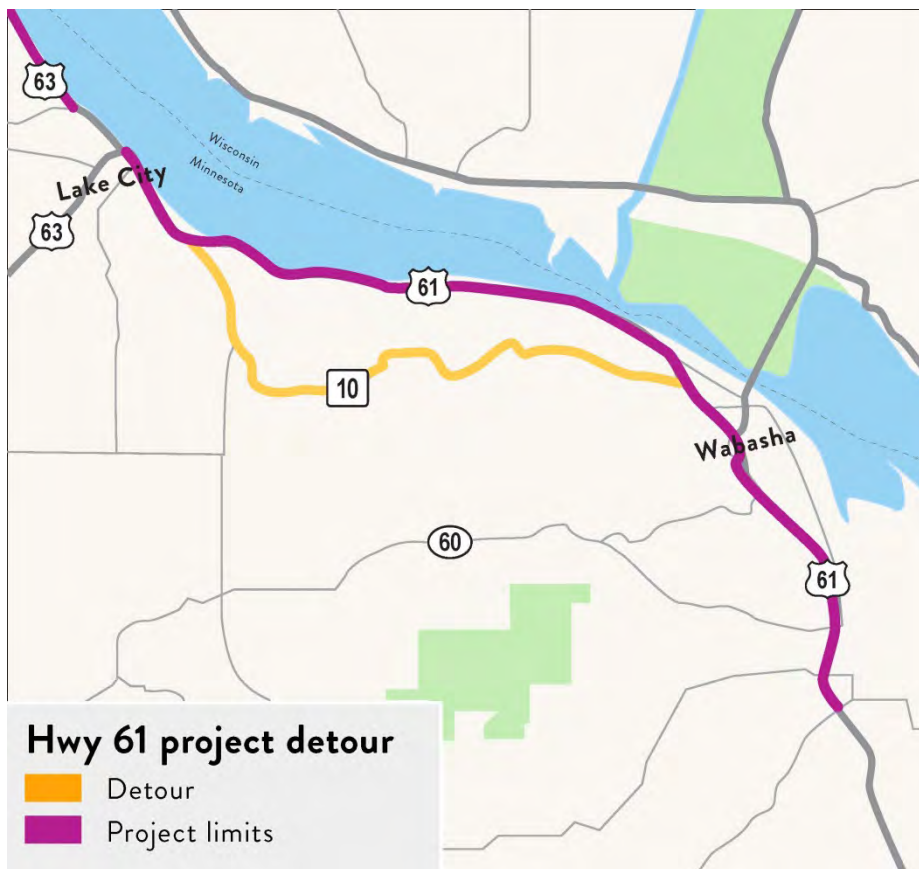 63
Wisconsin
Minnesota
Lake City
63
61
10
Wabasha
60
61
Hwy 61 project detour
Detour
Project limits